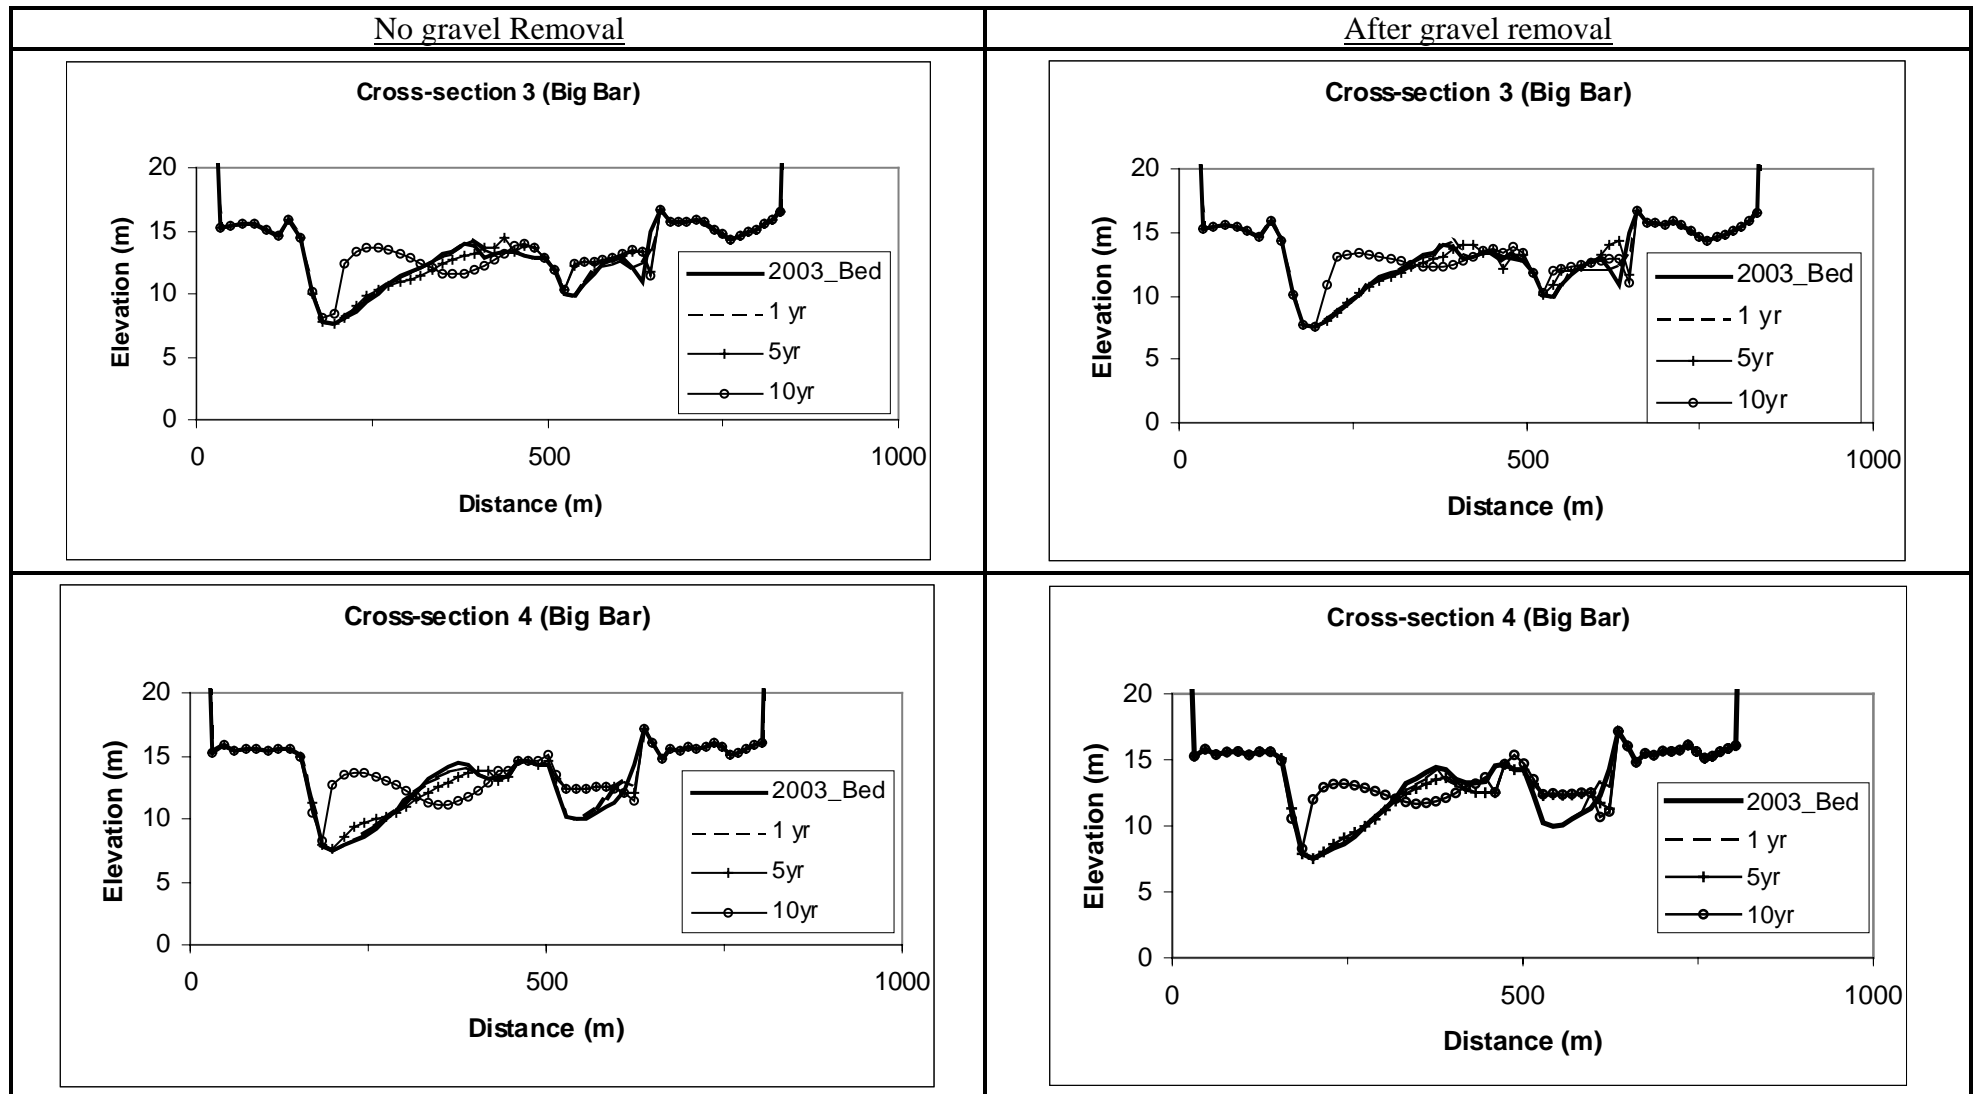 No gravel Removal
After gravel removal
Cross-section 3 (Big Bar)
20
15
10
5
0
Elevation (m)
0 500 1000
Distance (m)
2003_Bed
1 yr
5yr
10yr
Cross-section 3 (Big Bar)
20
15
10
5
0
Elevation (m)
0 500 1000
Distance (m)
2003_Bed
1 yr
5yr
10yr
Cross-section 4 (Big Bar)
20
15
10
5
0
Elevation (m)
0 500 1000
Distance (m)
2003_Bed
1 yr
5yr
10yr
Cross-section 4 (Big Bar)
20
15
10
5
0
Elevation (m)
0 500 1000
Distance (m)
2003_Bed
1 yr
5yr
10yr